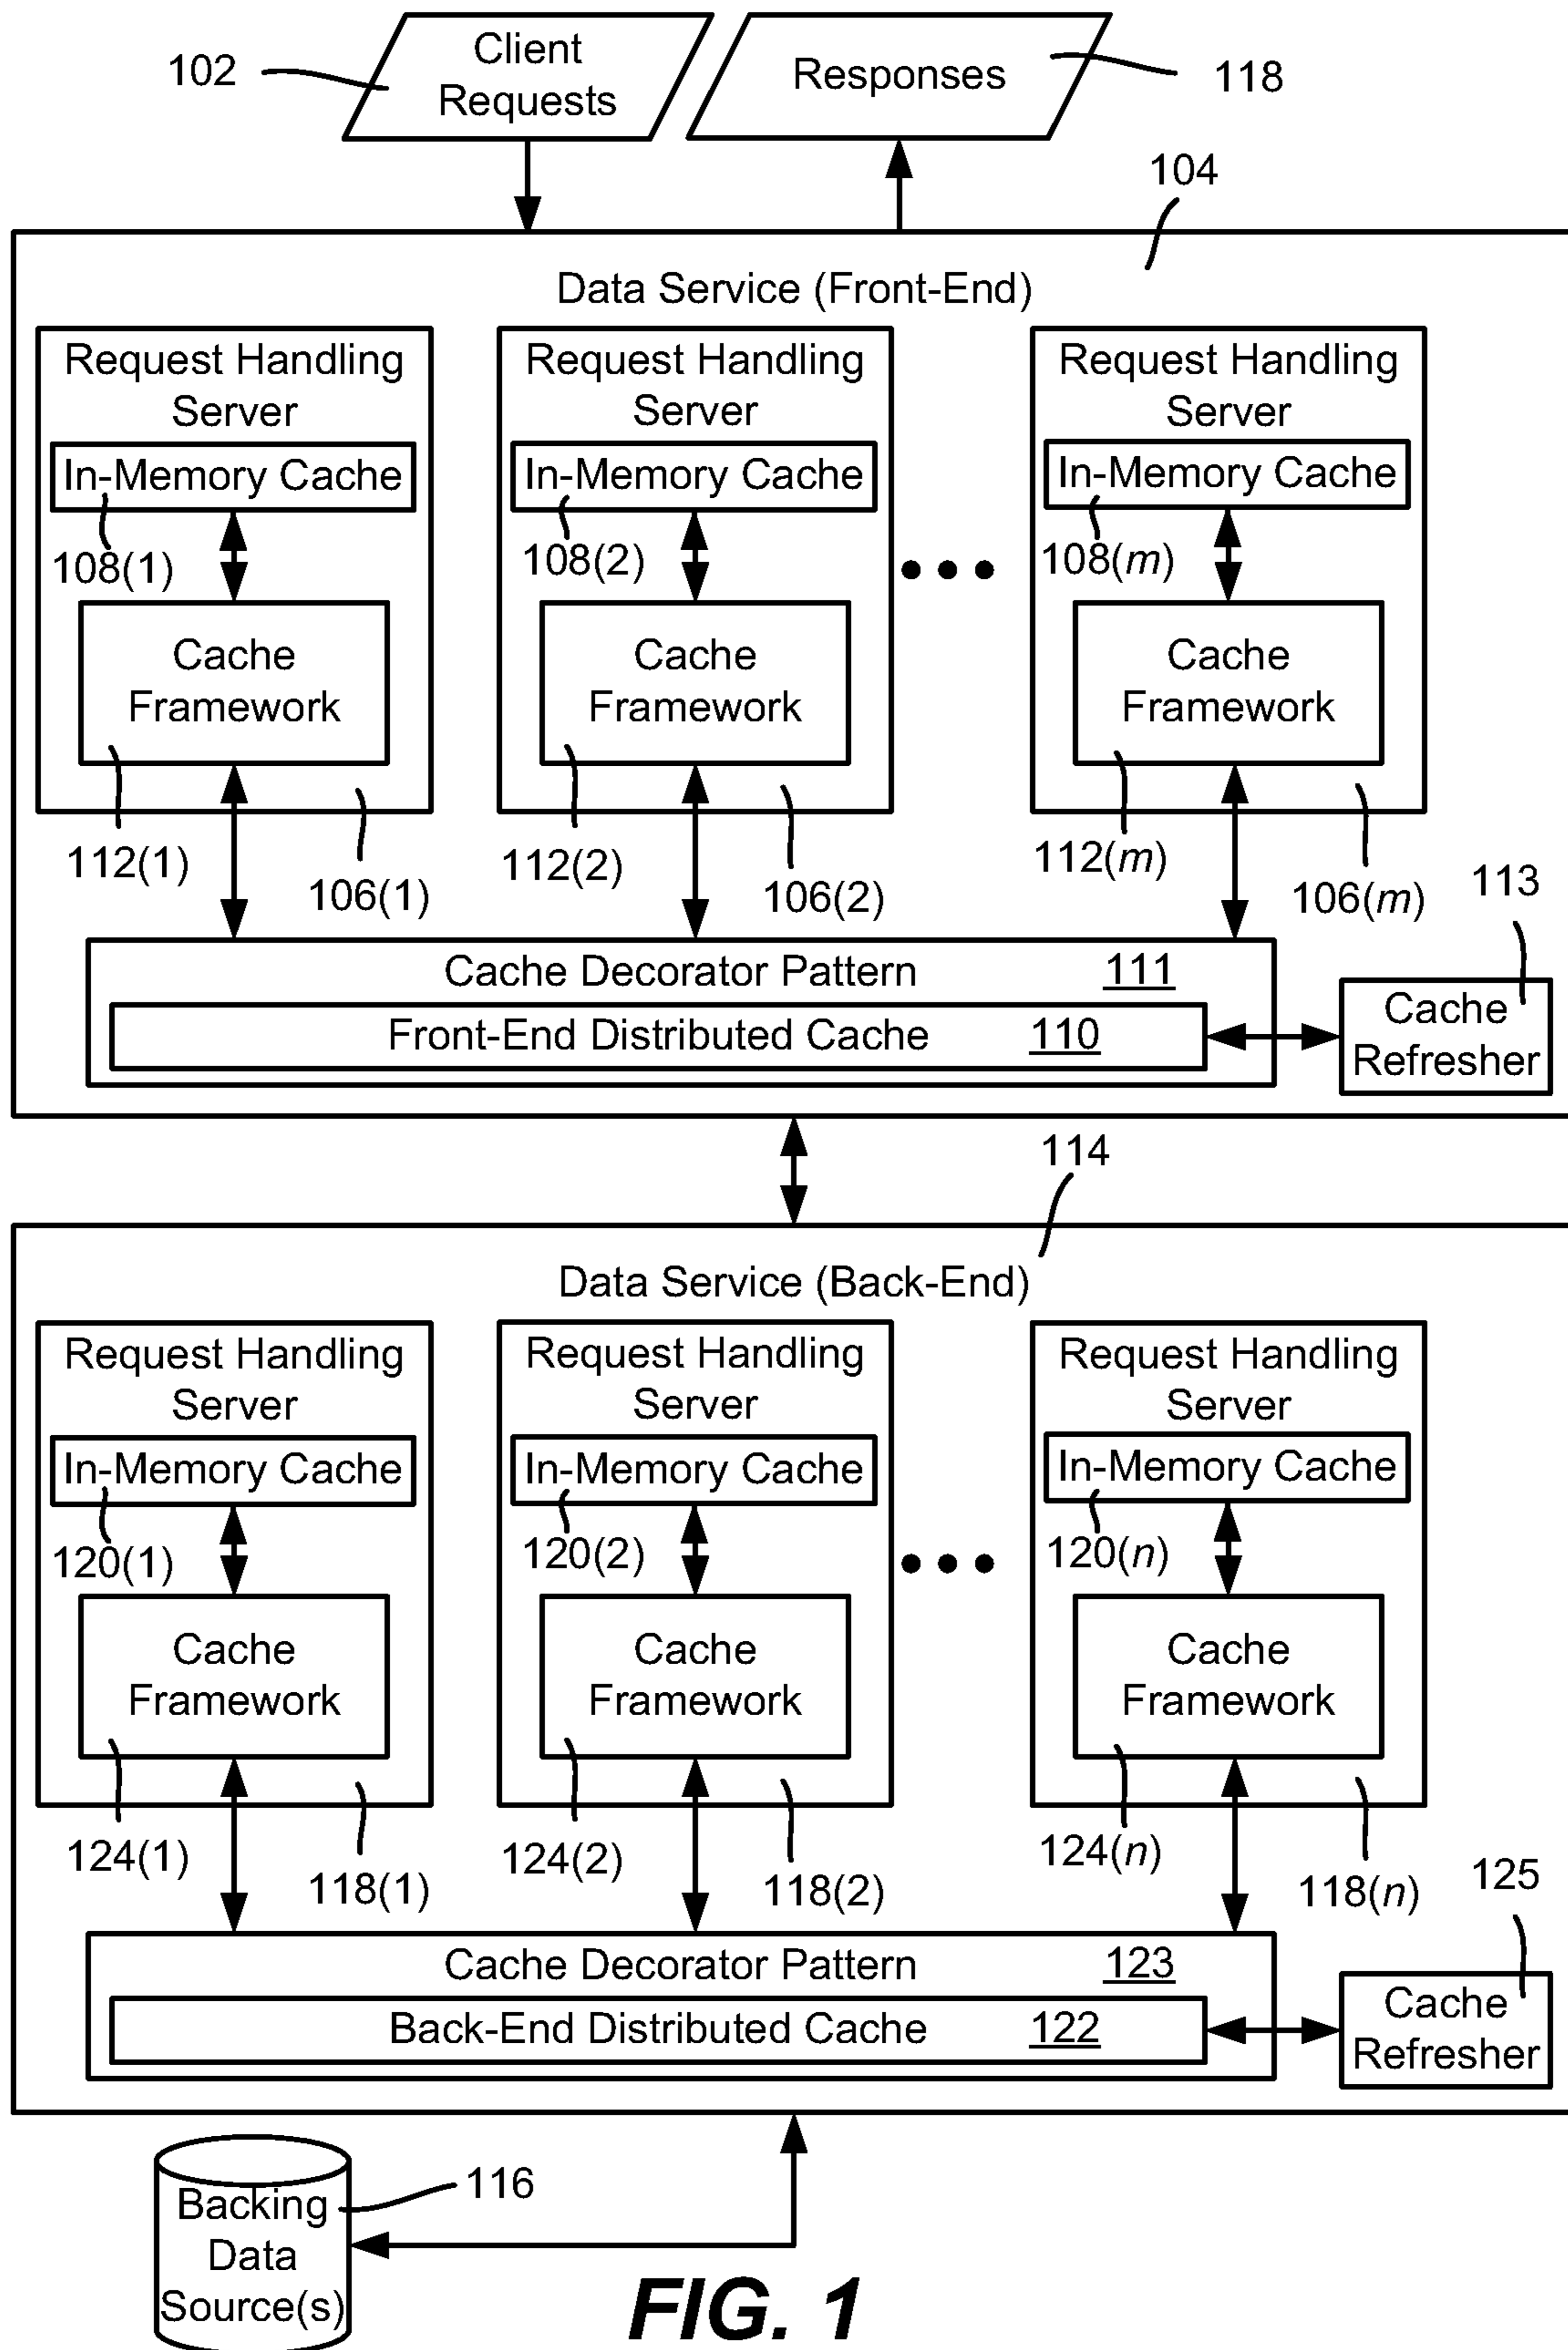 102
Client
Requests
Responses
118
104
Data Service (Front-End)
Request Handling
Server
In-Memory Cache
108(1)
Cache
Framework
112(1)
106(1)
Request Handling
Server
In-Memory Cache
108(2)
Cache
Framework
112(2)
106(2)
Request Handling
Server
In-Memory Cache
108(m)
Cache
Framework
112(m)
106(m)
113
Cache Decorator Pattern 111
Front-End Distributed Cache 110
Cache
Refresher
114
Data Service (Back-End)
Request Handling
Server
In-Memory Cache
120(1)
Cache
Framework
124(1)
118(1)
Request Handling
Server
In-Memory Cache
120(2)
Cache
Framework
124(2)
118(2)
Request Handling
Server
In-Memory Cache
120(n)
Cache
Framework
124(n)
118(n)
125
Cache Decorator Pattern 123
Back-End Distributed Cache 122
Cache
Refresher
Backing
Data
Source(s)
116
FIG. 1